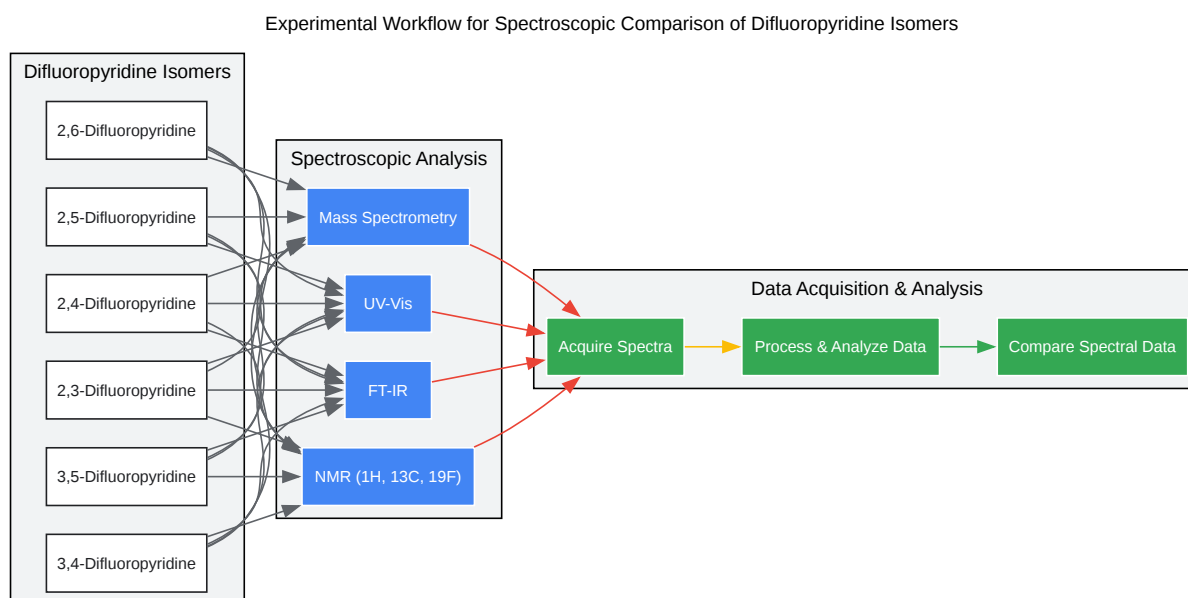 Experimental Workflow for Spectroscopic Comparison of Difluoropyridine Isomers
Difluoropyridine Isomers
2,6-Difluoropyridine
2,5-Difluoropyridine
2,4-Difluoropyridine
2,3-Difluoropyridine
3,5-Difluoropyridine
3,4-Difluoropyridine
Spectroscopic Analysis
Mass Spectrometry
UV-Vis
FT-IR
NMR (1H, 13C, 19F)
Data Acquisition & Analysis
Acquire Spectra
Process & Analyze Data
Compare Spectral Data